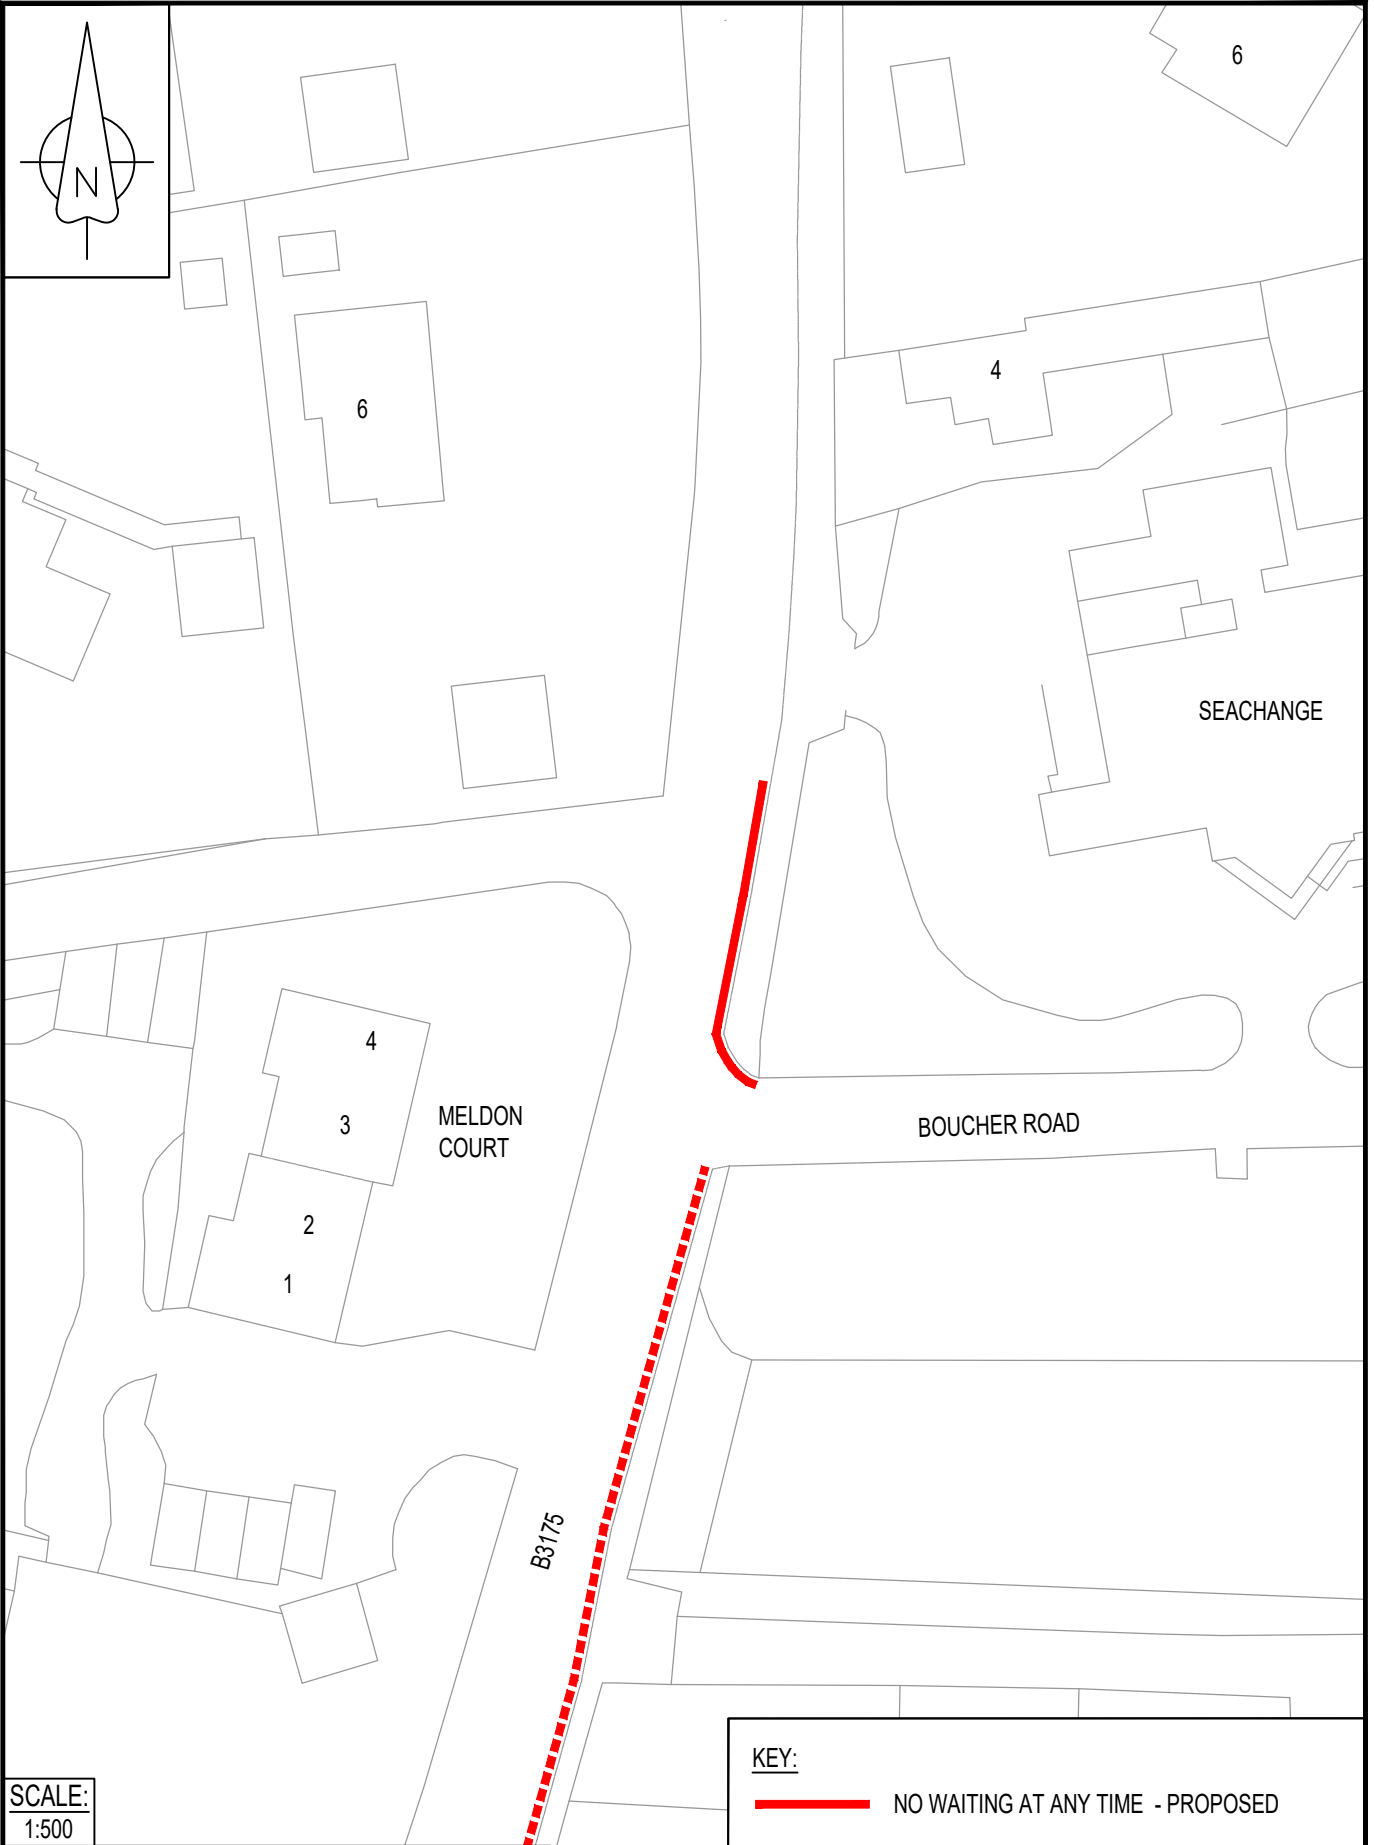 N
6
6
4
SEACHANGE
4
3
MELDON
COURT
BOUCHER ROAD
2
1
B3175
KEY:
NO WAITING AT ANY TIME - PROPOSED
SCALE:
1:500